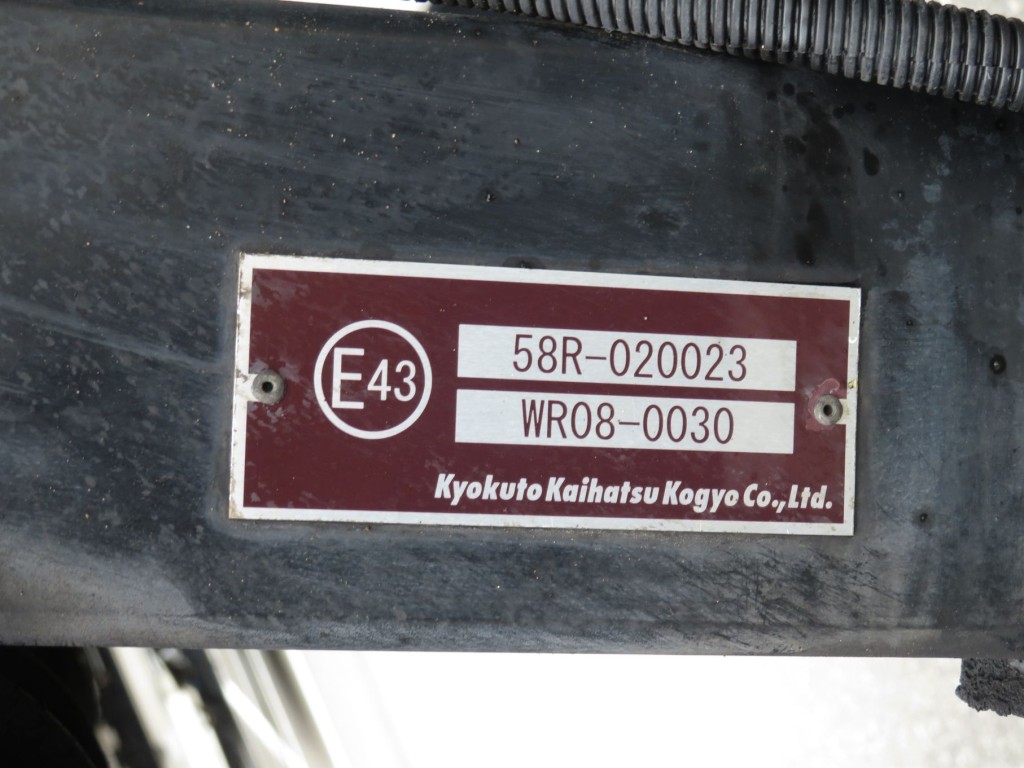 E43
58R-020023
WR08-0030
Kyokuto Kaihatsu Kogyo Co.,Ltd.